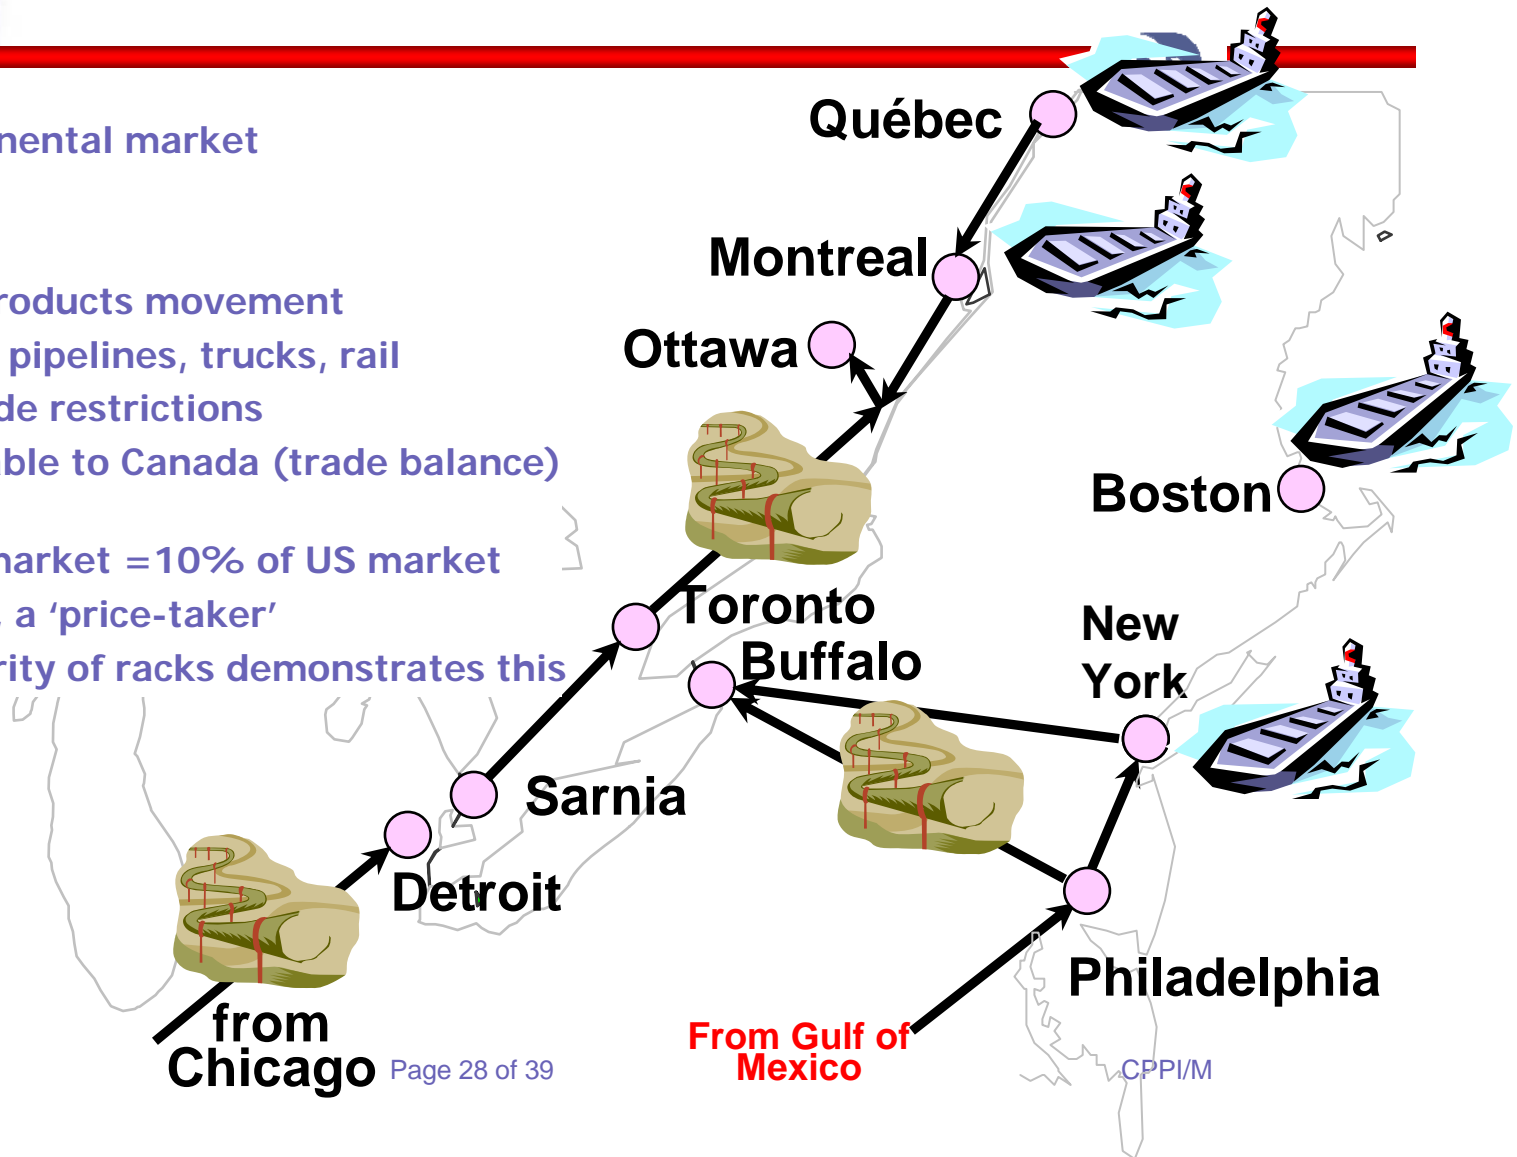 nental market
roducts movement
pipelines, trucks, rail
de restrictions
able to Canada (trade balance)
market =10% of US market
a ‘price-taker’
rity of racks demonstrates this
Québec
Montreal
Ottawa
Boston
Toronto
Buffalo
New
York
Sarnia
Detroit
Philadelphia
from
Chicago
From Gulf of
Mexico
Page 28 of 39
CPPI/M